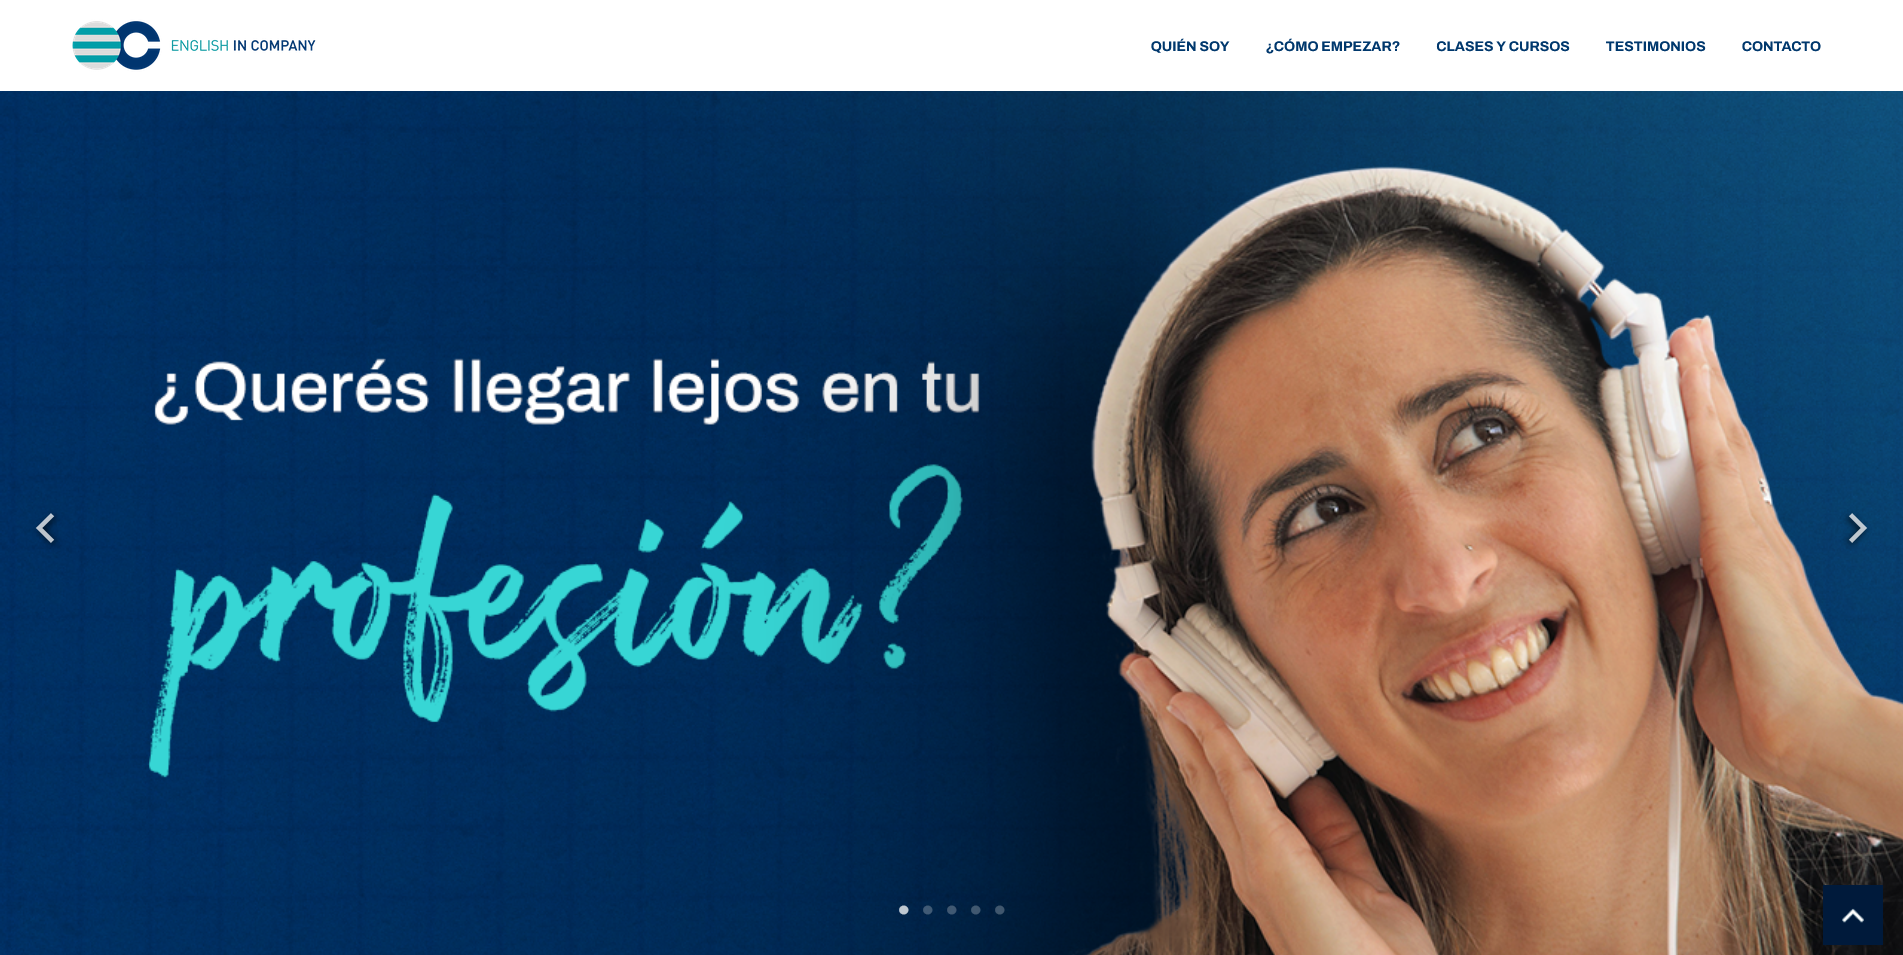 ENGLISH IN COMPANY
QUIÉN SOY ¿CÓMO EMPEZAR? CLASES Y CURSOS TESTIMONIOS CONTACTO
¿Querés llegar lejos en tu
profesión?